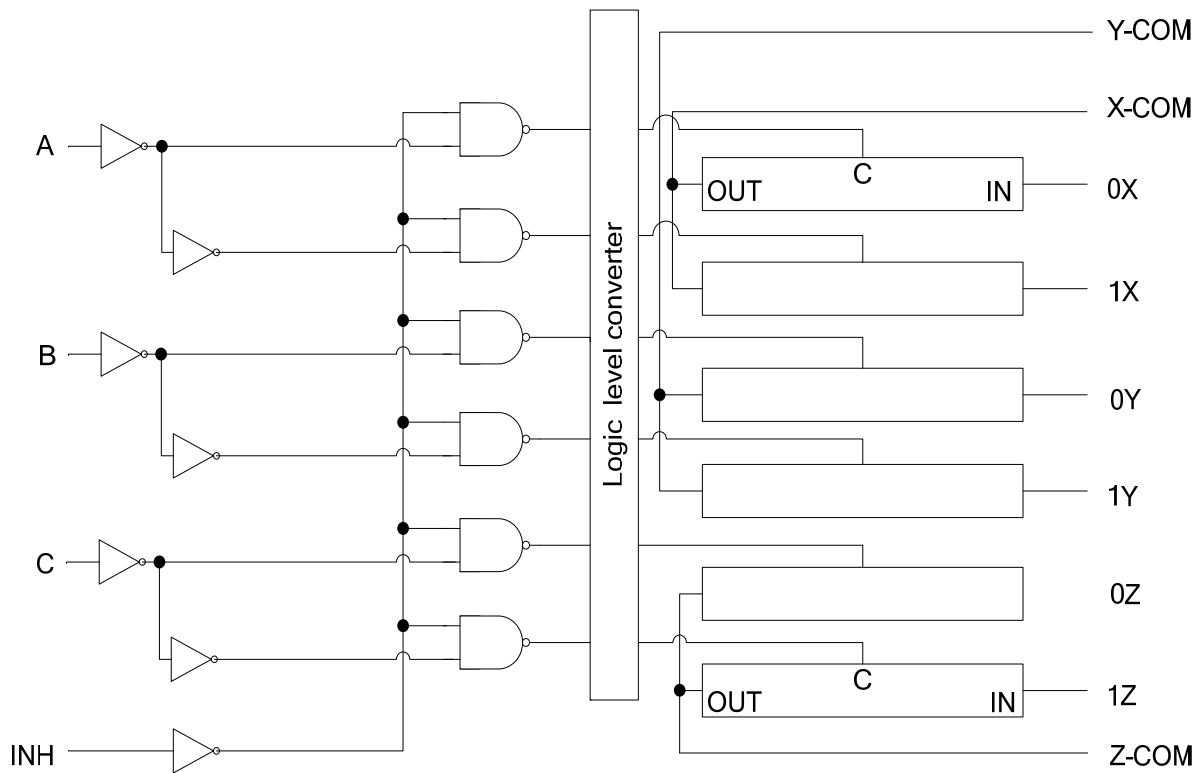 Y-COM
X-COM
A
C
OUT
IN
0X
Logic level converter
1X
B
0Y
1Y
C
0Z
C
OUT
IN
1Z
INH
Z-COM